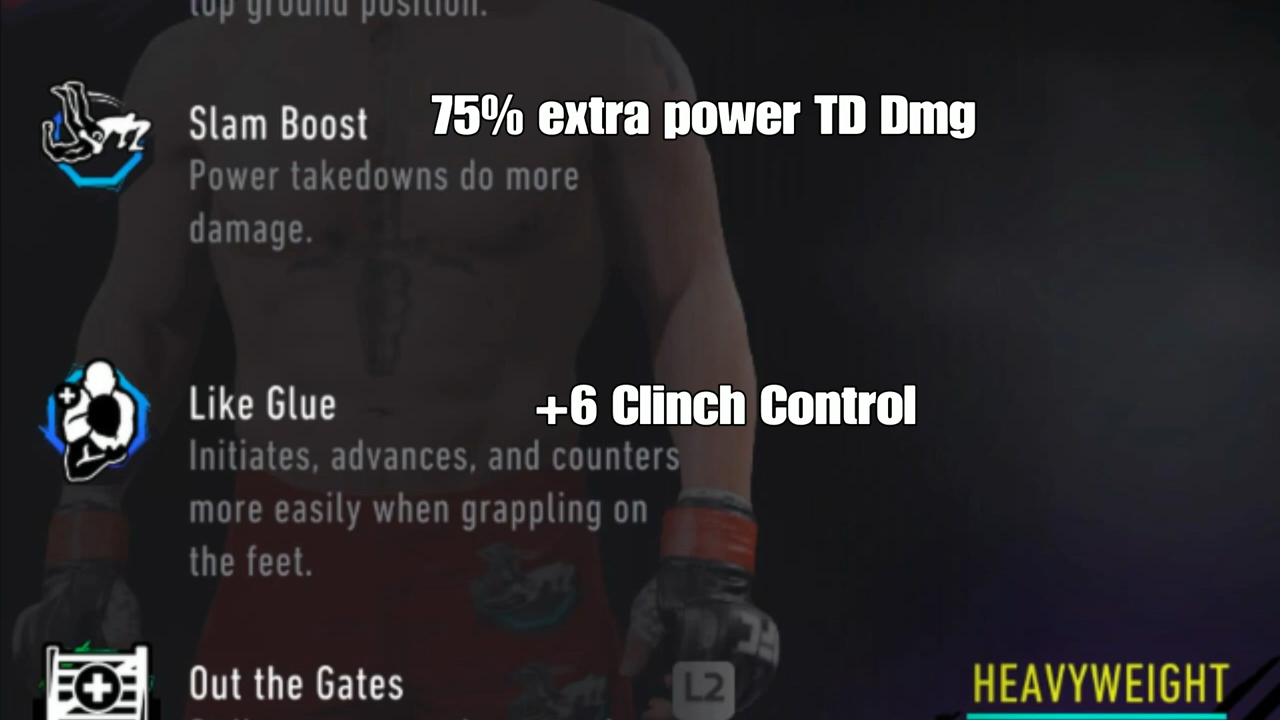 top ground position.
Slam Boost
75% extra power TD Dmg
Power takedowns do more
damage.
Like Glue
+6 Clinch Control
Initiates, advances, and counters
more easily when grappling on
the feet.
Out the Gates
L2
HEAVYWEIGHT